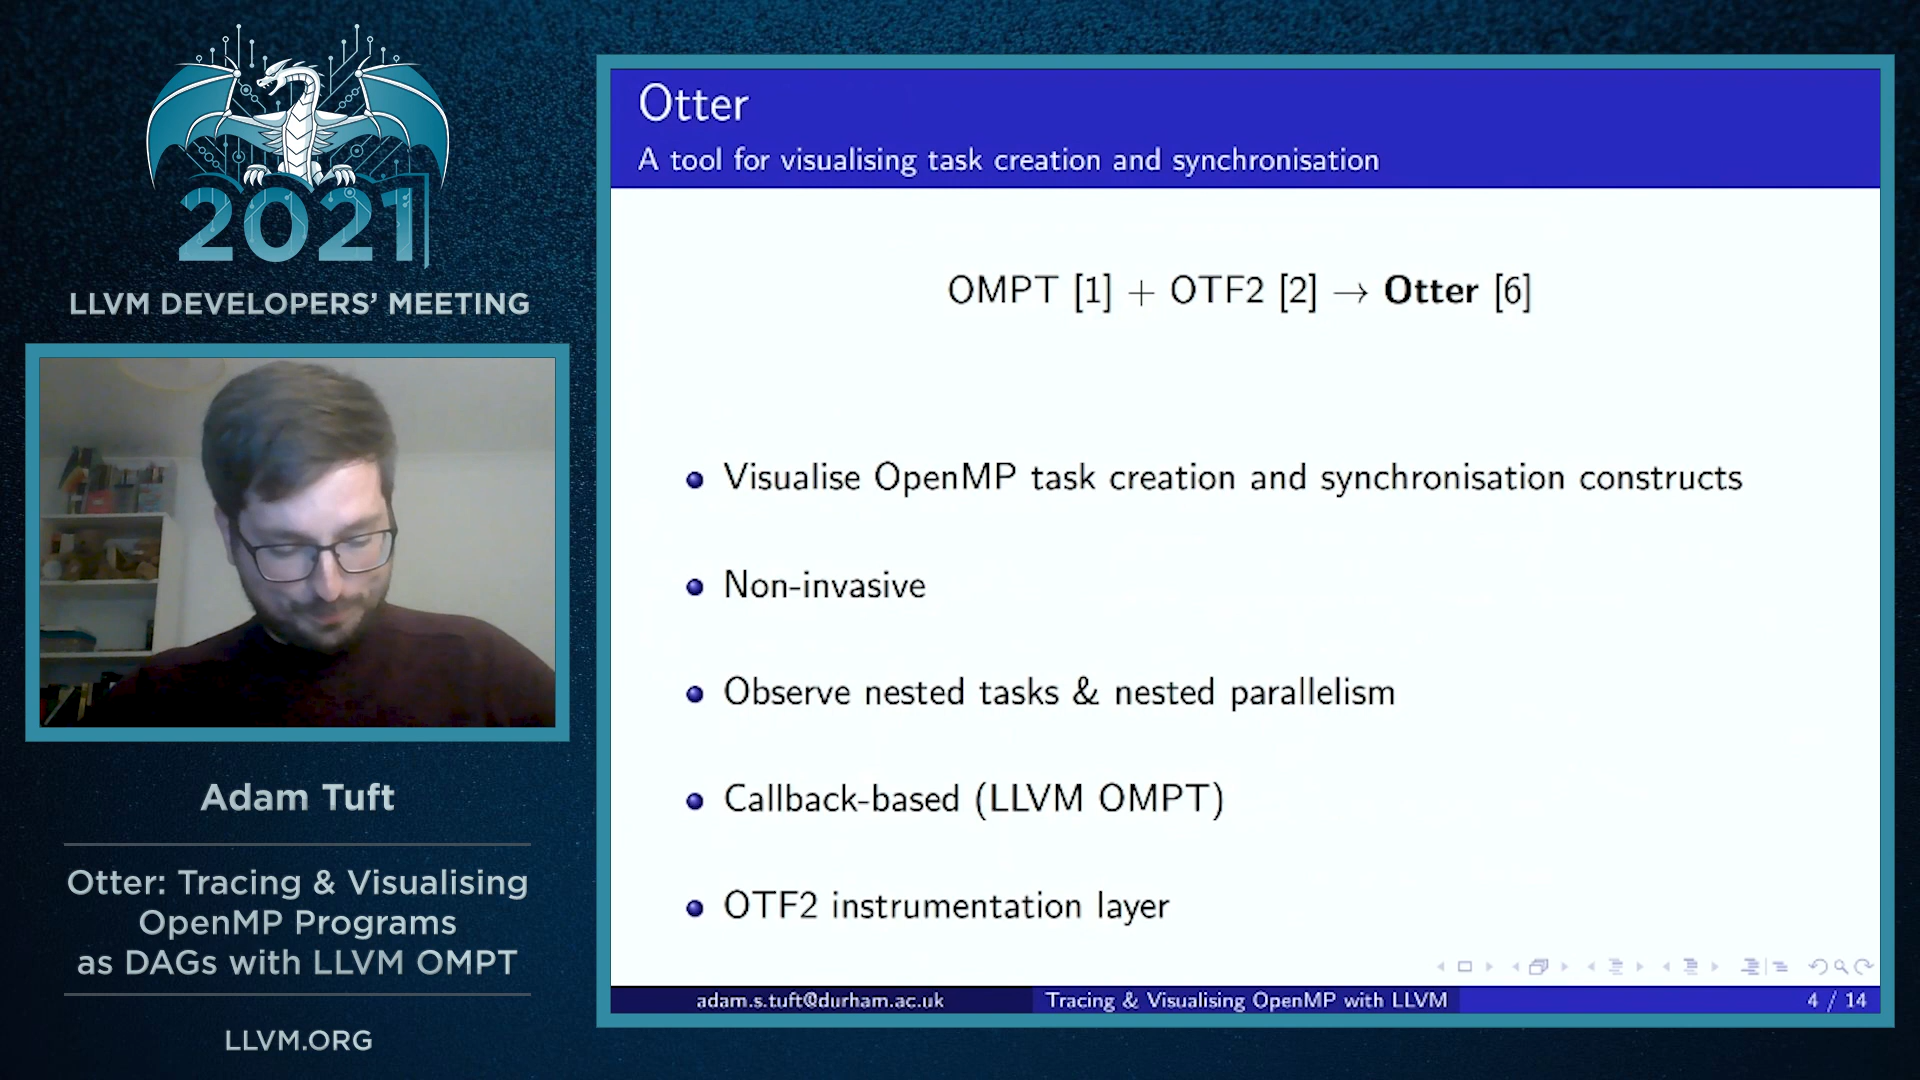 2021
LLVM DEVELOPERS’ MEETING
Adam Tuft
Otter: Tracing & Visualising
OpenMP Programs
as DAGs with LLVM OMPT
LLVM.ORG
Otter
A tool for visualising task creation and synchronisation
OMPT [1] + OTF2 [2] → Otter [6]
Visualise OpenMP task creation and synchronisation constructs
Non-invasive
Observe nested tasks & nested parallelism
Callback-based (LLVM OMPT)
OTF2 instrumentation layer
adam.s.tuft@durham.ac.uk
Tracing & Visualising OpenMP with LLVM
4 / 14